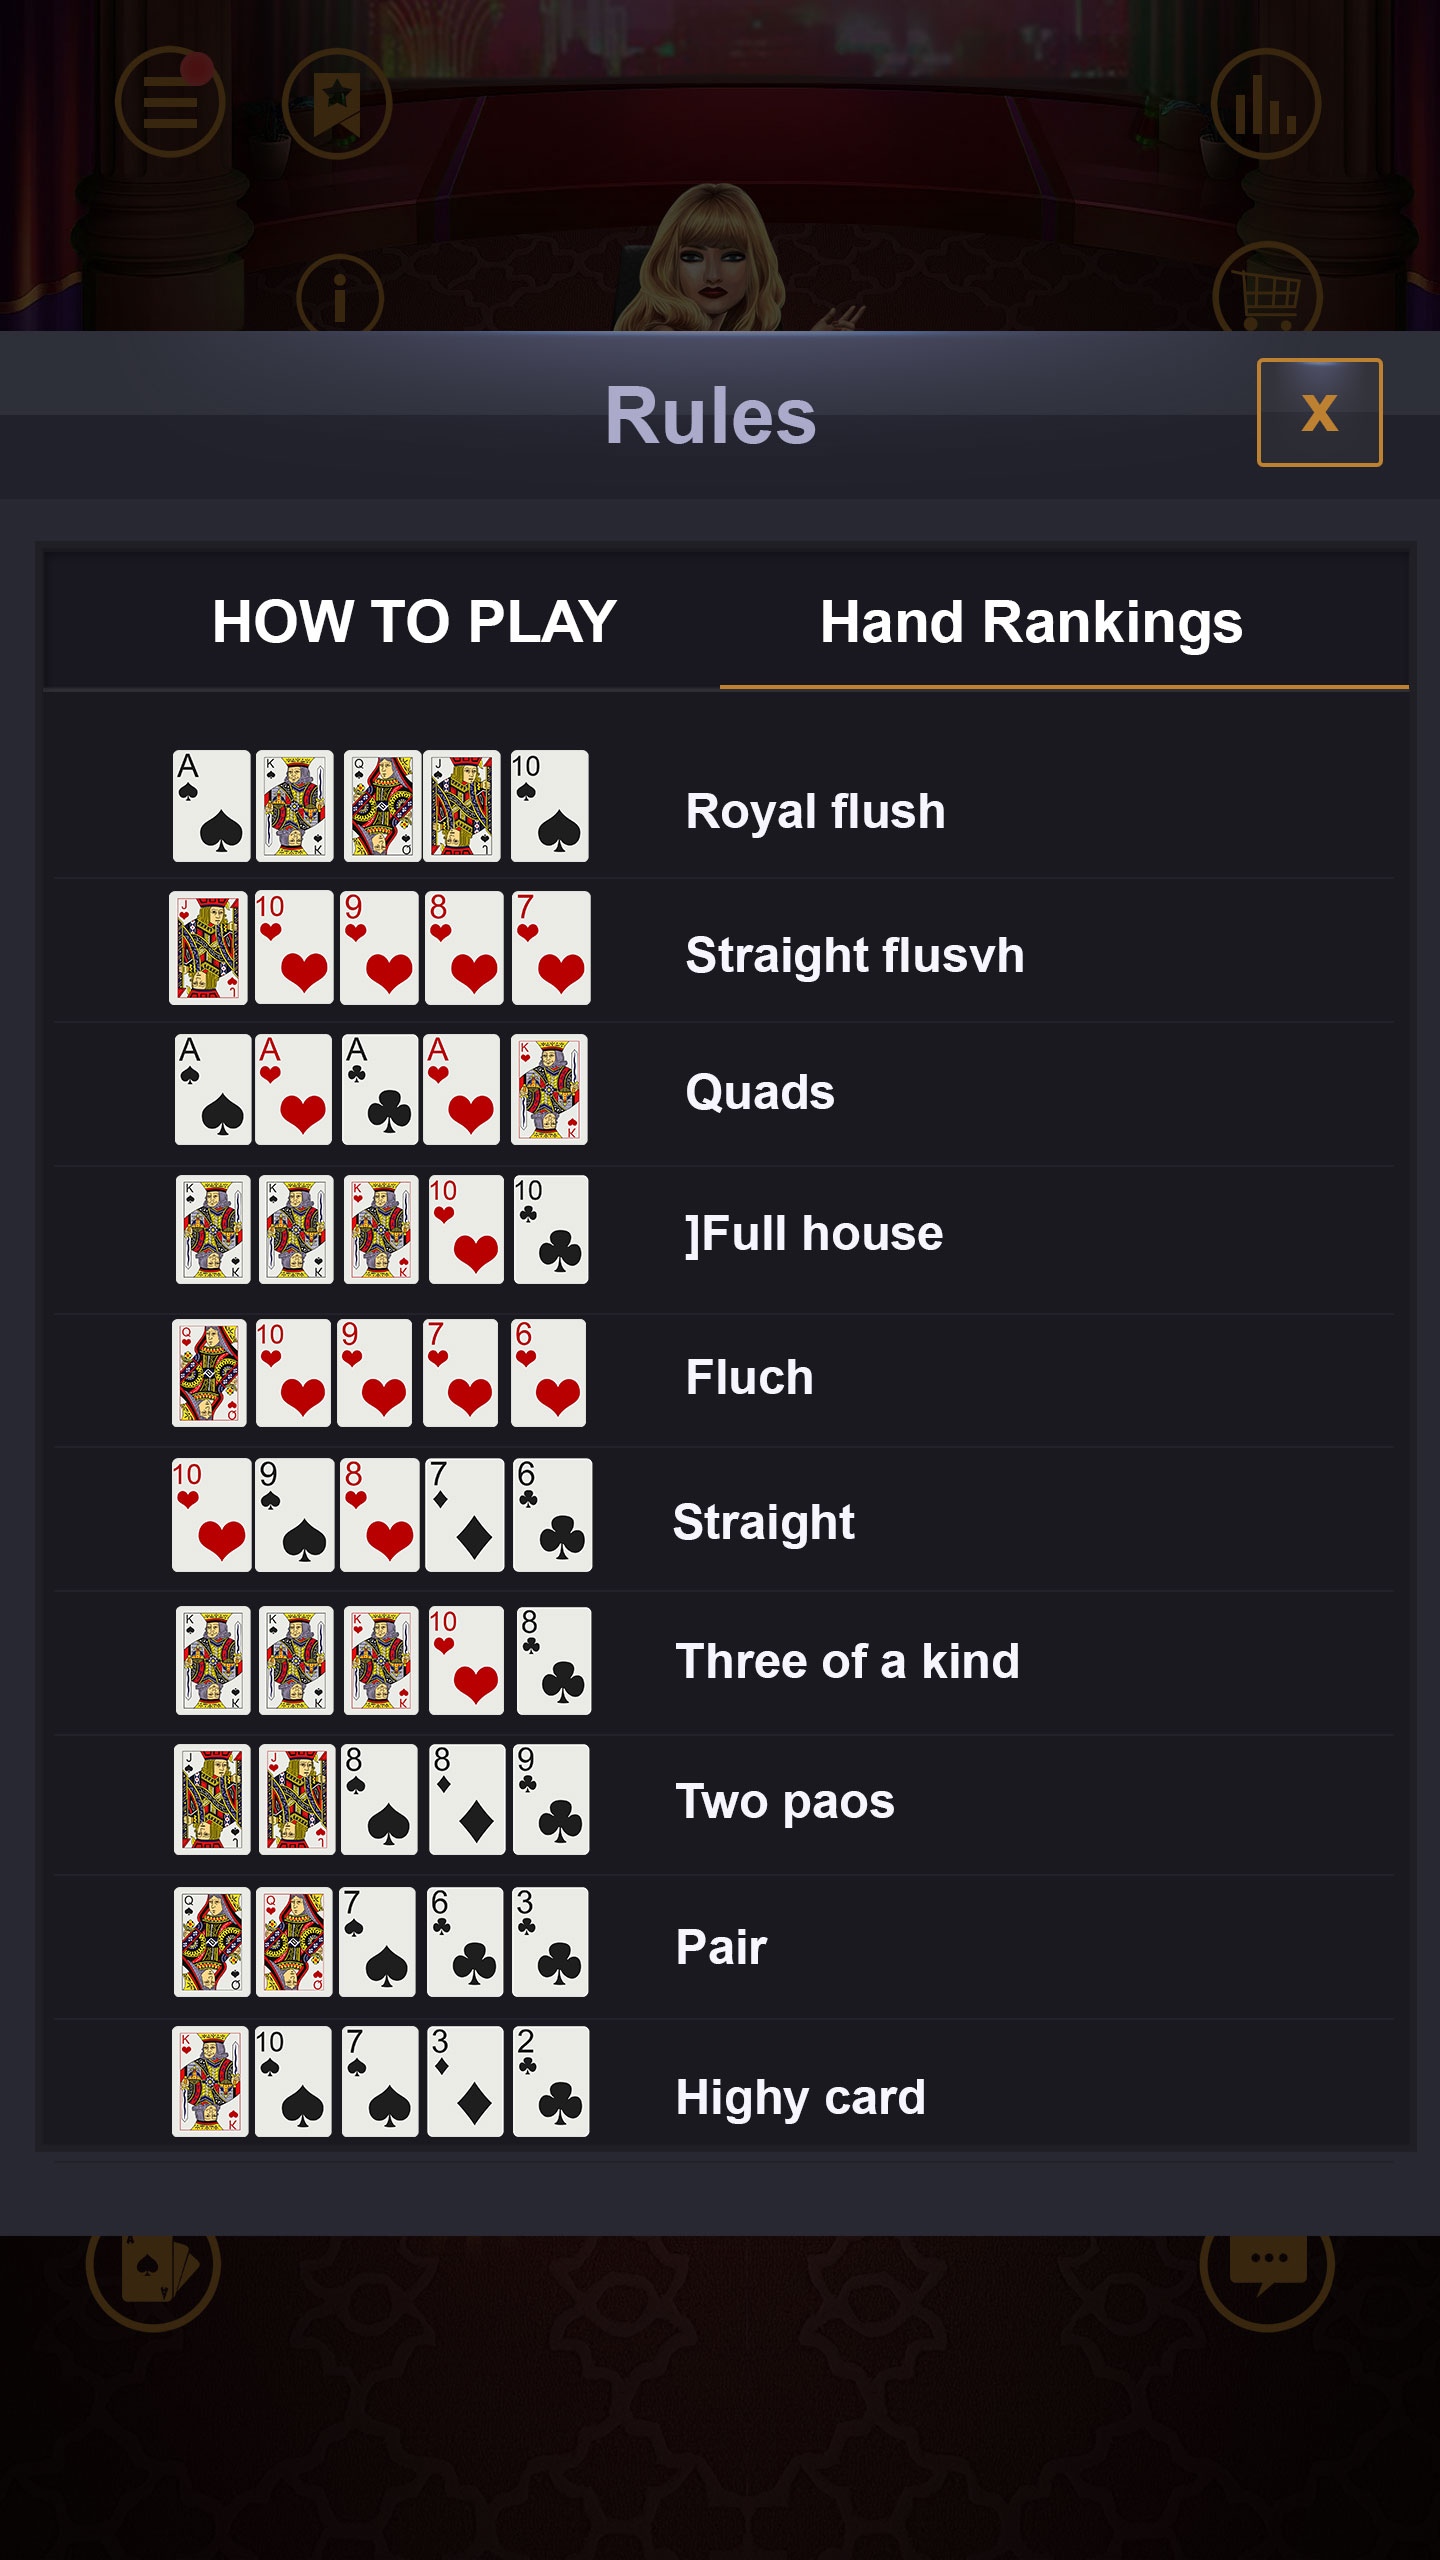 Rules
x
HOW TO PLAY
Hand Rankings
A K Q J 10
Royal flush
J 10 9 8 7
Straight flusvh
A A A A K
Quads
K K K 10 10
]Full house
Q 10 9 7 6
Fluch
10 9 8 7 6
Straight
K K K 10 8
Three of a kind
J J 8 8 9
Two paos
Q Q 7 6 3
Pair
K 10 7 3 2
Highy card